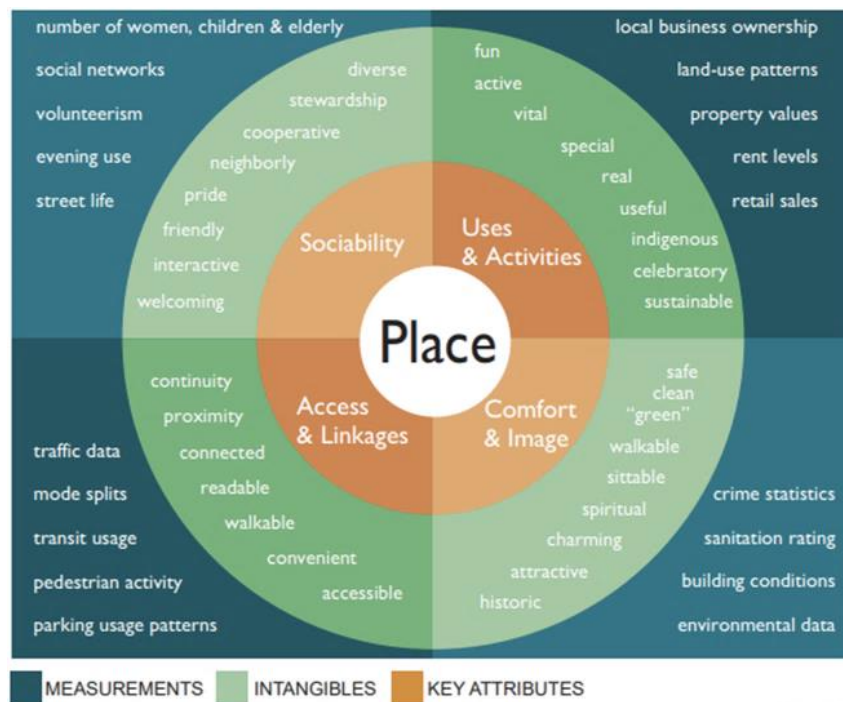 number of women, children & elderly
social networks
volunteerism
evening use
street life
diverse
stewardship
cooperative
neighborly
pride
friendly
interactive
welcoming
Sociability
fun
active
vital
special
real
useful
indigenous
celebratory
sustainable
Uses
& Activities
local business ownership
land-use patterns
property values
rent levels
retail sales
Place
traffic data
mode splits
transit usage
pedestrian activity
parking usage patterns
continuity
proximity
connected
readable
walkable
convenient
accessible
Access
& Linkages
Comfort
& Image
safe
clean
“green”
walkable
sittable
spiritual
charming
attractive
historic
crime statistics
sanitation rating
building conditions
environmental data
MEASUREMENTS
INTANGIBLES
KEY ATTRIBUTES